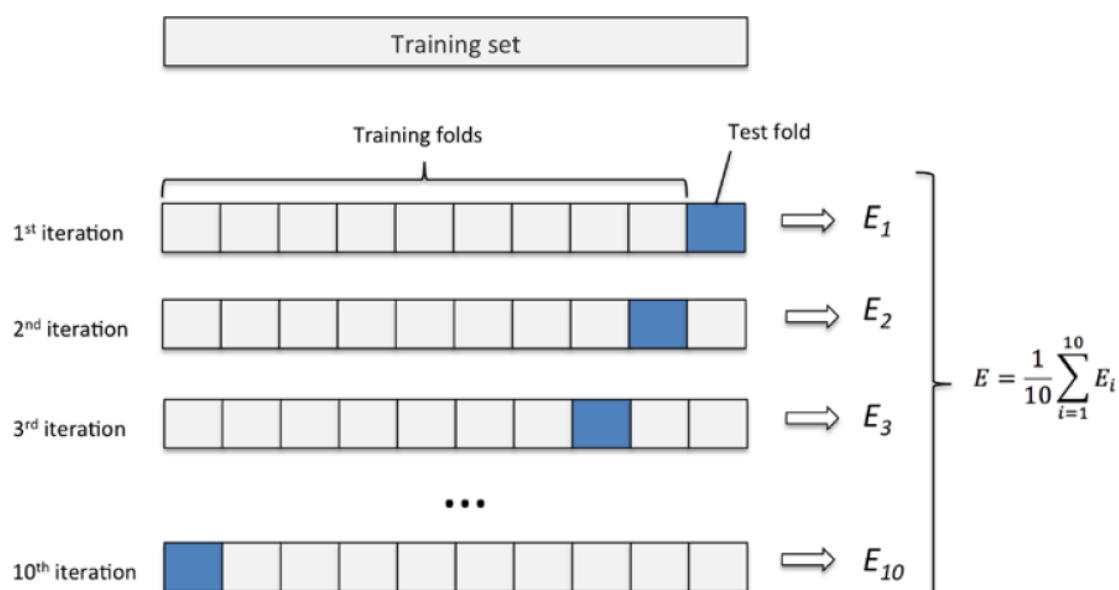 Training set
Training folds
Test fold
1st iteration
E1
2nd iteration
E2
E = 1/10 ∑_{i=1}^{10} Ei
3rd iteration
E3
...
10th iteration
E10